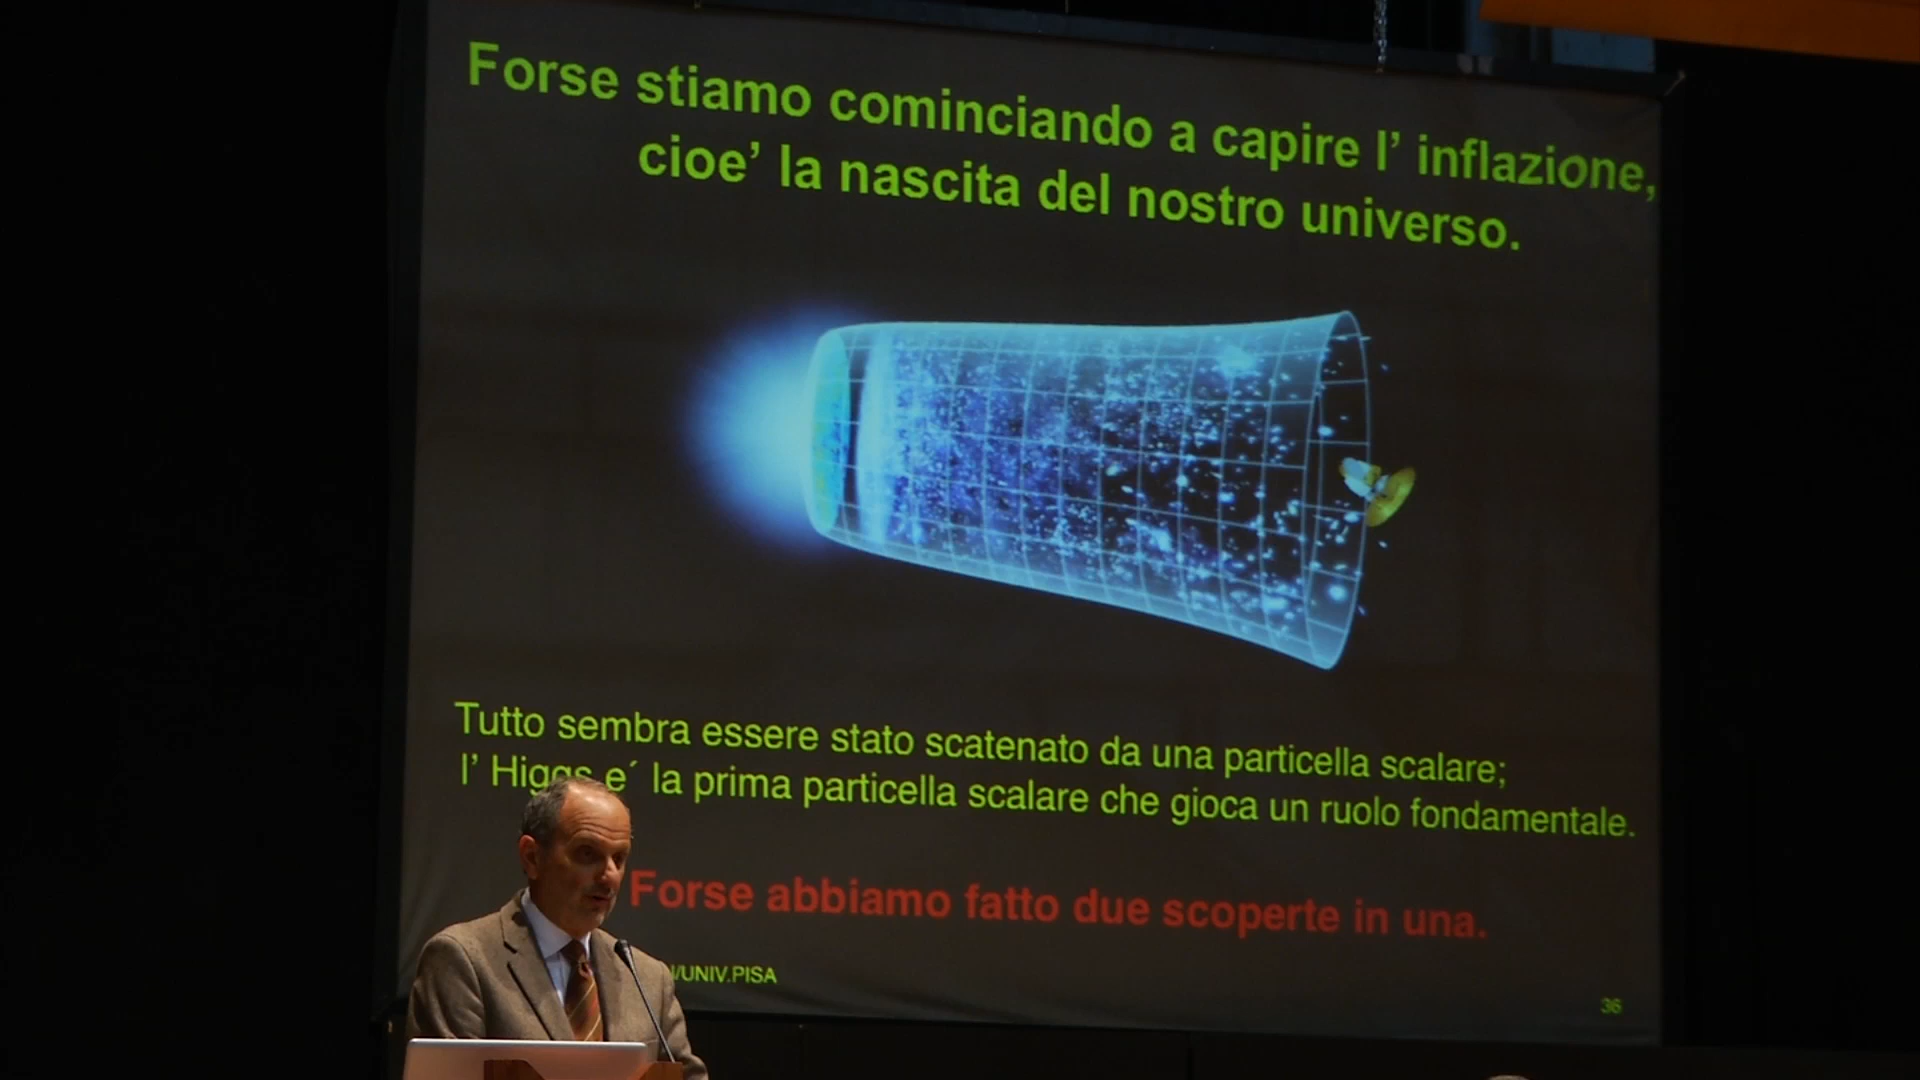 Forse stiamo cominciando a capire l' inflazione,
cioe' la nascita del nostro universo.
Tutto sembra essere stato scatenato da una particella scalare;
l' Higgs e´ la prima particella scalare che gioca un ruolo fondamentale.
Forse abbiamo fatto due scoperte in una.
/UNIV.PISA
36